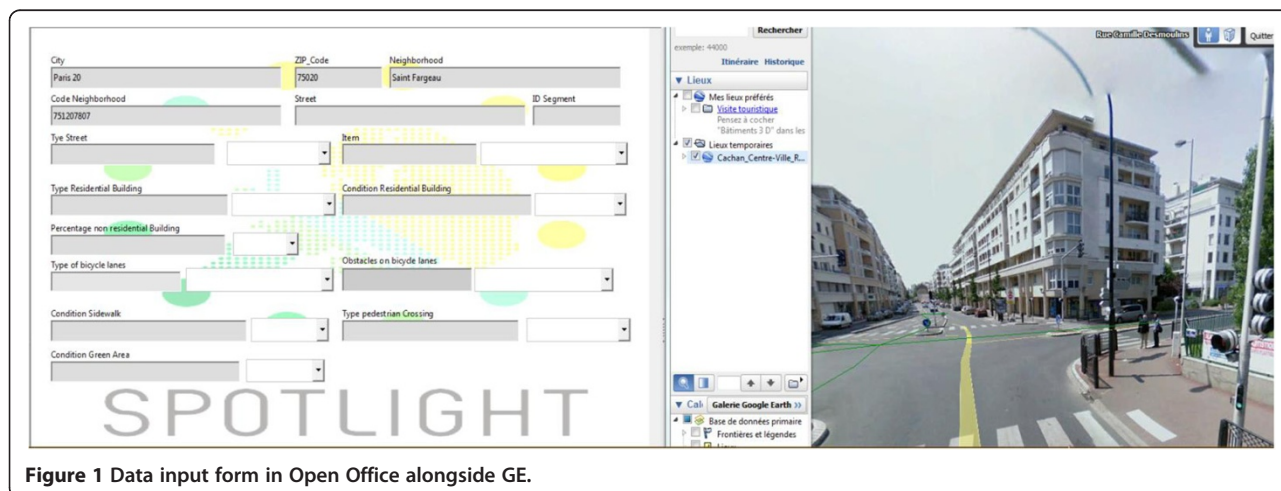 City ZIP_Code Neighborhood
Paris 20 75020 Saint Fargeau
Code Neighborhood Street ID Segment
751207807
Tye Street Item
Type Residential Building Condition Residential Building
Percentage non residential Building
Type of bicycle lanes Obstacles on bicycle lanes
Condition Sidewalk Type pedestrian Crossing
Condition Green Area
SPOTLIGHT
Rechercher
exemple: 44000
Itinéraire Historique
Lieux
Mes lieux préférés
Visite touristique
Pensez à cocher
"Bâtiments 3 D" dans les
Lieux temporaires
Cachan_Centre-Ville_R...
Galerie Google Earth >>
Base de données primaire
Frontières et légendes
Rue Camille Desmoulins Quitter
Figure 1 Data input form in Open Office alongside GE.